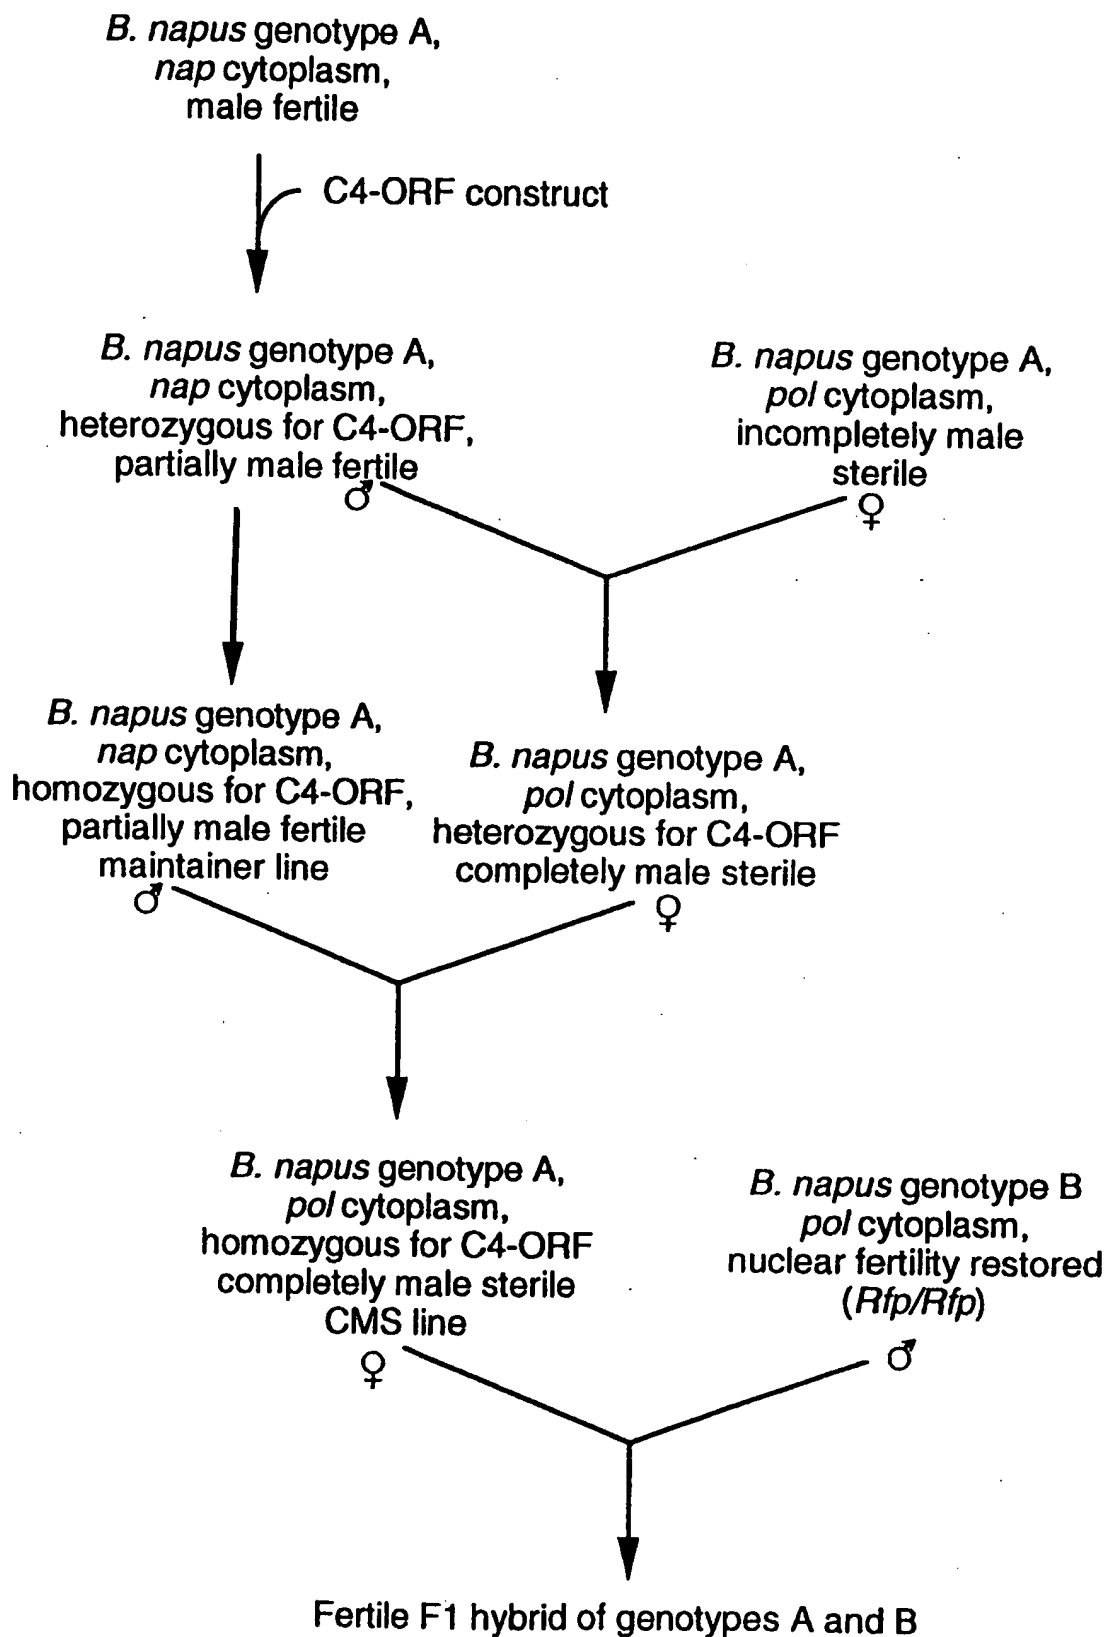 B. napus genotype A,
nap cytoplasm,
male fertile
C4-ORF construct
B. napus genotype A,
nap cytoplasm,
heterozygous for C4-ORF,
partially male fertile
♂
B. napus genotype A,
pol cytoplasm,
incompletely male
sterile
♀
B. napus genotype A,
nap cytoplasm,
homozygous for C4-ORF,
partially male fertile
maintainer line
♂
B. napus genotype A,
pol cytoplasm,
heterozygous for C4-ORF
completely male sterile
♀
B. napus genotype A,
pol cytoplasm,
homozygous for C4-ORF
completely male sterile
CMS line
♀
B. napus genotype B
pol cytoplasm,
nuclear fertility restored
(Rfp/Rfp)
♂
Fertile F1 hybrid of genotypes A and B